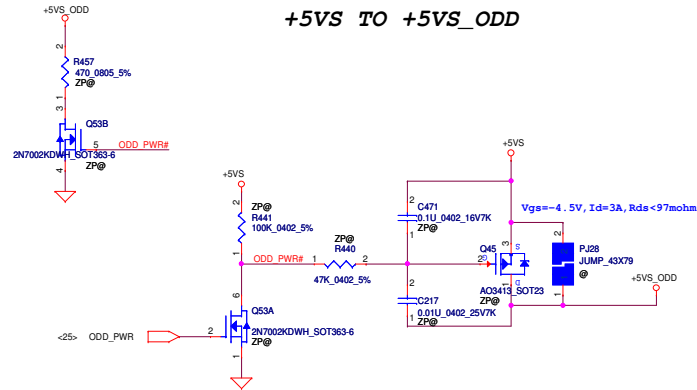 +5VS TO +5VS_ODD
+5VS_ODD
2
R457
470_0805_5%
ZP@
1
3
Q53B
5
ODD_PWR#
2N7002KDWH_SOT363-6
ZP@
4
+5VS
2
ZP@
R441
100K_0402_5%
1
ODD_PWR#
1
ZP@
R440
2
47K_0402_5%
6
Q53A
2
2N7002KDWH_SOT363-6
ZP@
1
<25>
ODD_PWR
+5VS
2
C471
0.1U_0402_16V7K
1
ZP@
Vgs=-4.5V,Id=3A,Rds<97mohm
Q45
3
S
2
G
D
1
AO3413_SOT23
ZP@
2
PJ28
JUMP_43X79
@
1
+5VS_ODD
2
C217
0.01U_0402_25V7K
1
ZP@